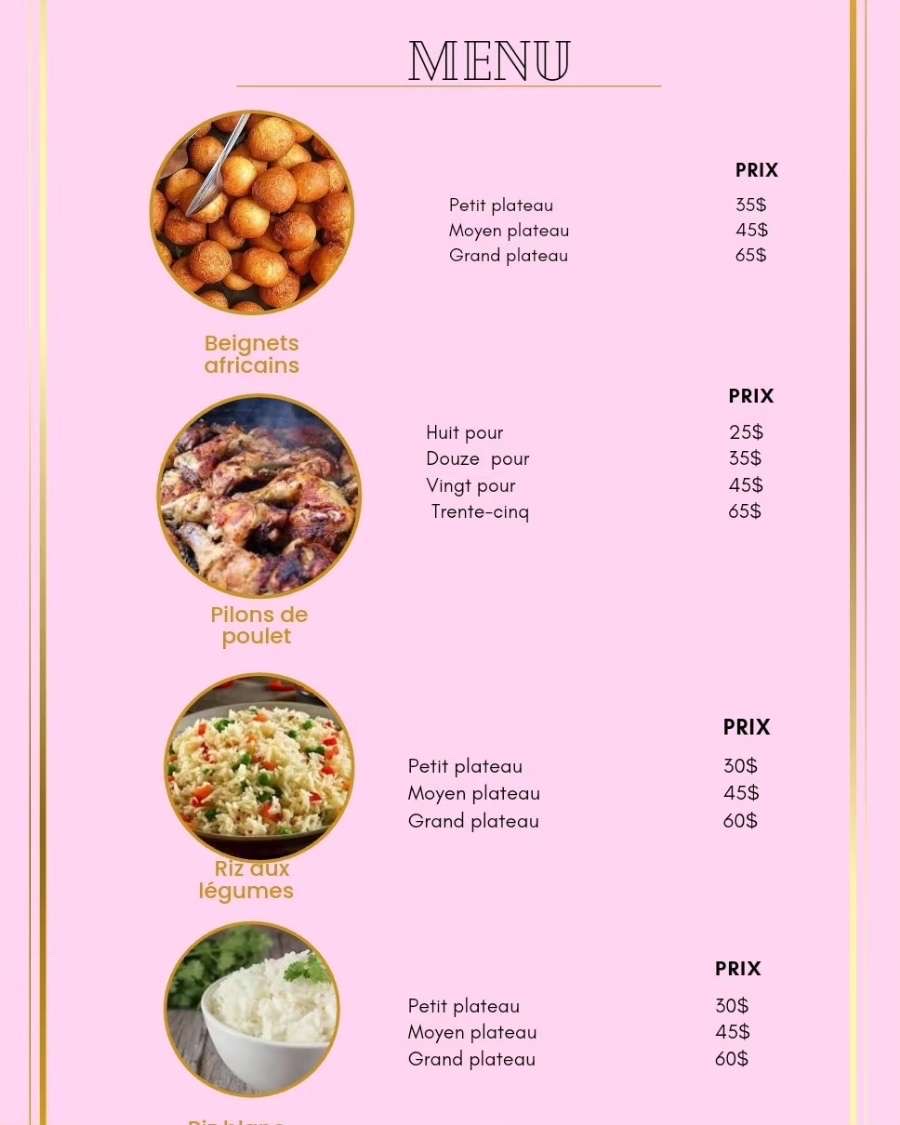 MENU
PRIX
Petit plateau 35$
Moyen plateau 45$
Grand plateau 65$
Beignets
africains
PRIX
Huit pour 25$
Douze pour 35$
Vingt pour 45$
Trente-cinq 65$
Pilons de
poulet
PRIX
Petit plateau 30$
Moyen plateau 45$
Grand plateau 60$
Riz aux
légumes
PRIX
Petit plateau 30$
Moyen plateau 45$
Grand plateau 60$
Riz blanc